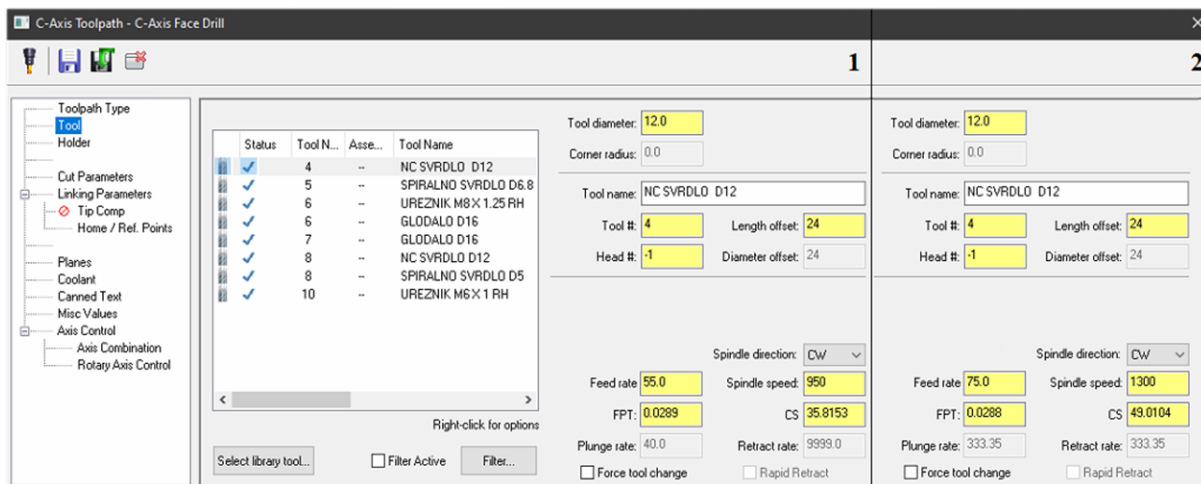 C-Axis Toolpath - C-Axis Face Drill
1
2
Toolpath Type
Tool
Holder
Cut Parameters
Linking Parameters
Tip Comp
Home / Ref. Points
Planes
Coolant
Canned Text
Misc Values
Axis Control
Axis Combination
Rotary Axis Control
Status Tool N... Asse... Tool Name
4 -- NC SVRDLO D12
5 -- SPIRALNO SVRDLO D6.8
6 -- UREZNIK M8 X 1.25 RH
6 -- GLODALO D16
7 -- GLODALO D16
8 -- NC SVRDLO D12
8 -- SPIRALNO SVRDLO D5
10 -- UREZNIK M6 X 1 RH
Right-click for options
Select library tool...
Filter Active
Filter...
Tool diameter: 12.0
Corner radius: 0.0
Tool name: NC SVRDLO D12
Tool #: 4 Length offset: 24
Head #: -1 Diameter offset: 24
Spindle direction: CW
Feed rate 55.0 Spindle speed: 950
FPT: 0.0289 CS 35.8153
Plunge rate: 40.0 Retract rate: 9999.0
Force tool change Rapid Retract
Tool diameter: 12.0
Corner radius: 0.0
Tool name: NC SVRDLO D12
Tool #: 4 Length offset: 24
Head #: -1 Diameter offset: 24
Spindle direction: CW
Feed rate 75.0 Spindle speed: 1300
FPT: 0.0288 CS 49.0104
Plunge rate: 333.35 Retract rate: 333.35
Force tool change Rapid Retract